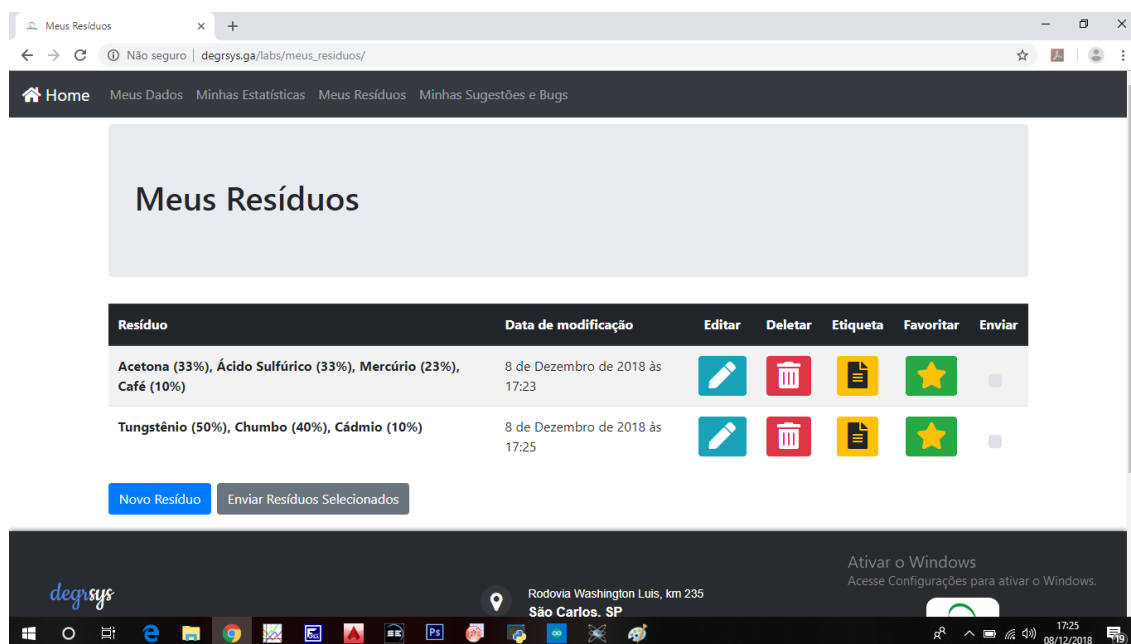 Meus Resíduos
Não seguro | degrsys.ga/labs/meus_residuos/
Home Meus Dados Minhas Estatísticas Meus Resíduos Minhas Sugestões e Bugs
Meus Resíduos
Resíduo Data de modificação Editar Deletar Etiqueta Favoritar Enviar
Acetona (33%), Ácido Sulfúrico (33%), Mercúrio (23%), 8 de Dezembro de 2018 às
Café (10%) 17:23
Tungstênio (50%), Chumbo (40%), Cádmio (10%) 8 de Dezembro de 2018 às
17:25
Novo Resíduo Enviar Resíduos Selecionados
Ativar o Windows
Acesse Configurações para ativar o Windows.
degrsys
Rodovia Washington Luis, km 235
São Carlos, SP
Ps
17:25
08/12/2018
19